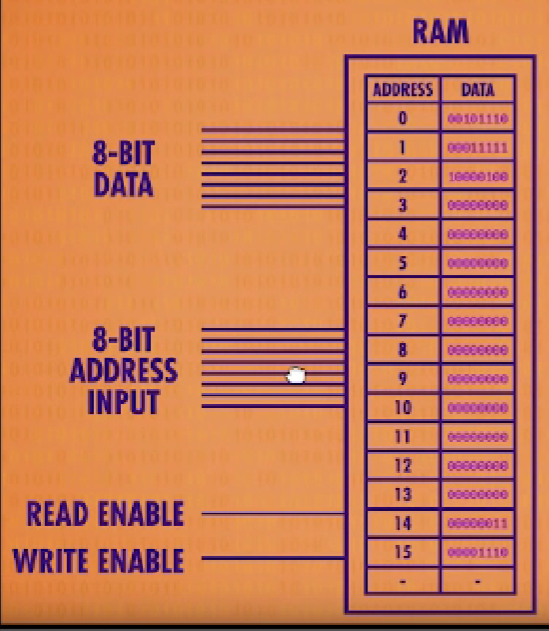 RAM
ADDRESS DATA
0 00101110
1 00011111
2 10000100
3 00000000
4 00000000
5 00000000
6 00000000
7 00000000
8 00000000
9 00000000
10 00000000
11 00000000
12 00000000
13 00000000
14 00000011
15 00001110
- -
8-BIT
DATA
8-BIT
ADDRESS
INPUT
READ ENABLE
WRITE ENABLE